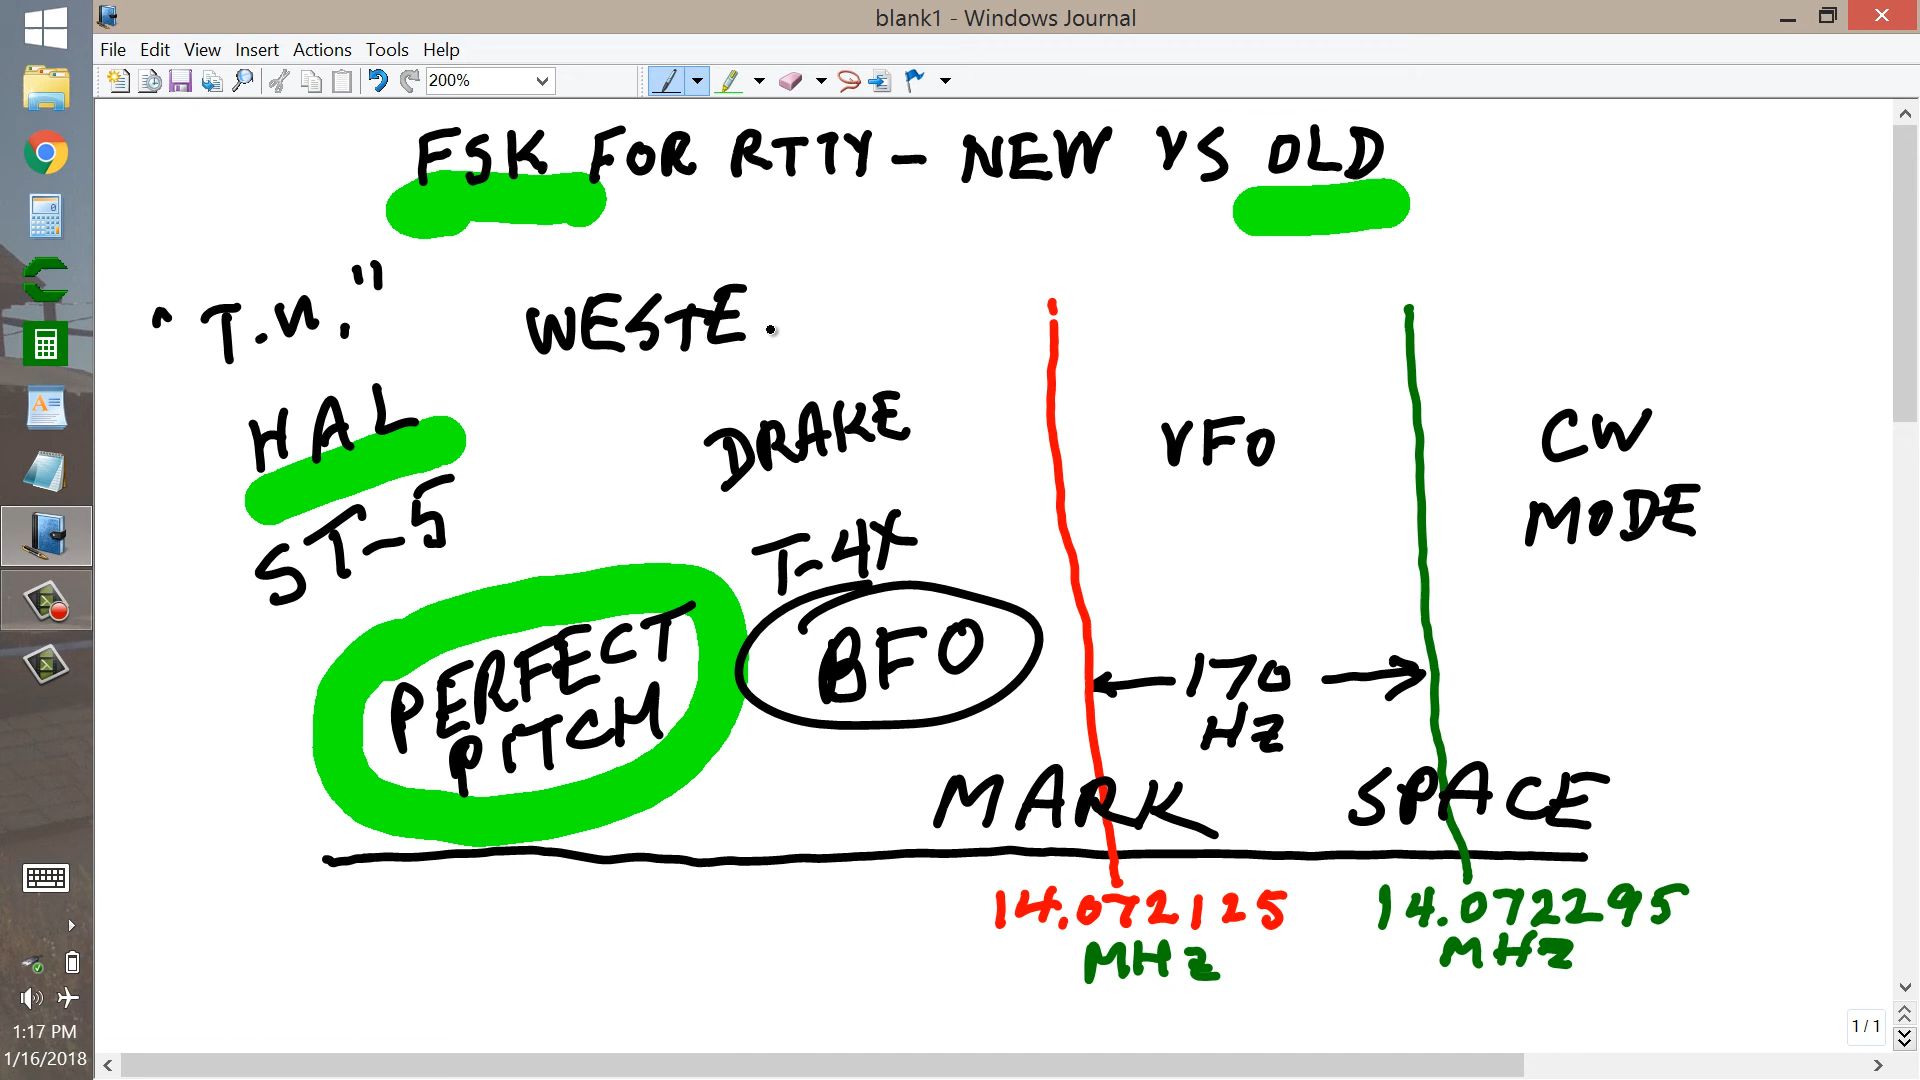 blank1 - Windows Journal
File Edit View Insert Actions Tools Help
200%
FSK FOR RTTY - NEW VS OLD
"T.U." WESTE
HAL DRAKE VFO CW
ST-5 T-4X MODE
PERFECT BFO 170
PITCH HZ
MARK SPACE
14.072125 14.072295
MHZ MHZ
1 / 1
1:17 PM
1/16/2018